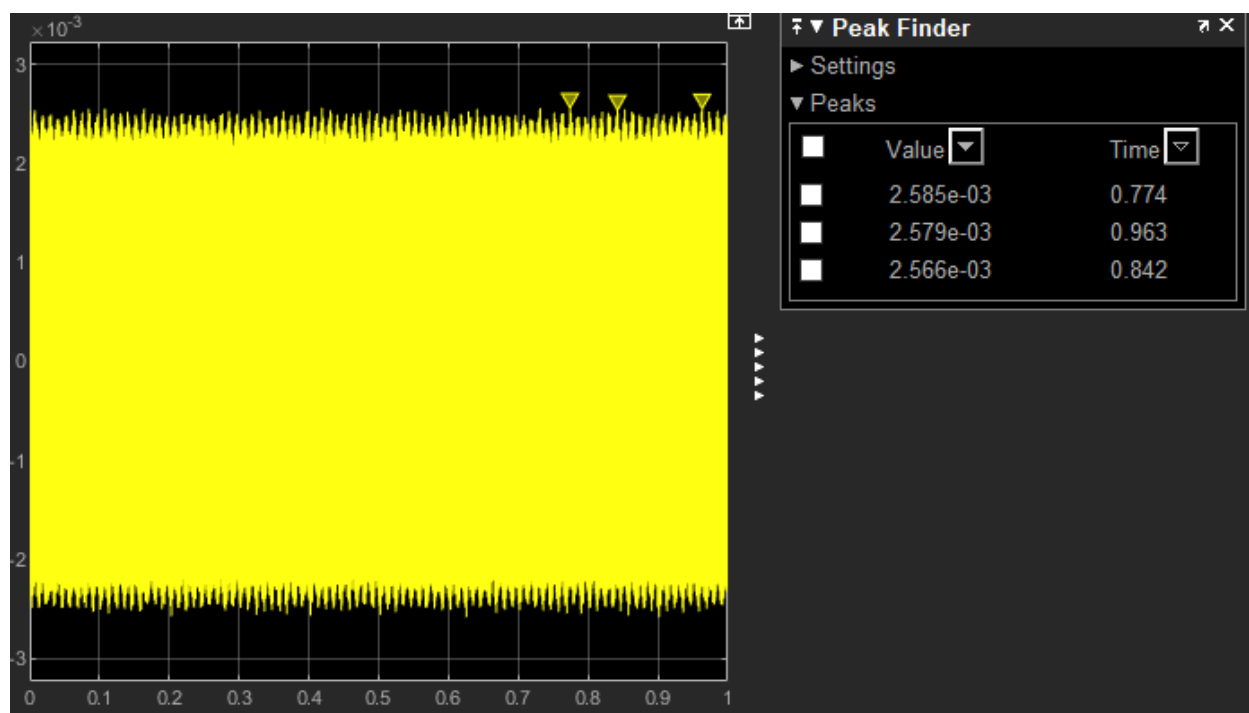 ×10⁻³
3
2
1
0
-1
-2
-3
0 0.1 0.2 0.3 0.4 0.5 0.6 0.7 0.8 0.9 1
Peak Finder
Settings
Peaks
Value Time
2.585e-03 0.774
2.579e-03 0.963
2.566e-03 0.842